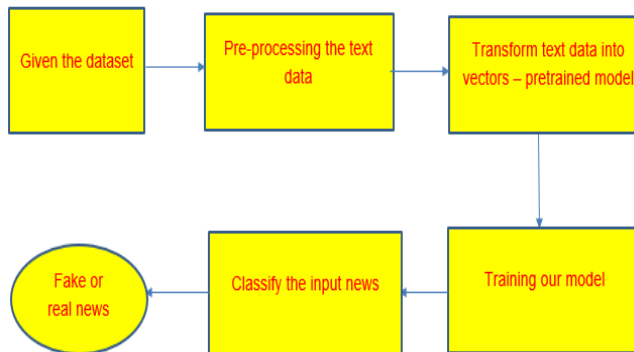 Given the dataset
Pre-processing the text
data
Transform text data into
vectors – pretrained model
Training our model
Classify the input news
Fake or
real news